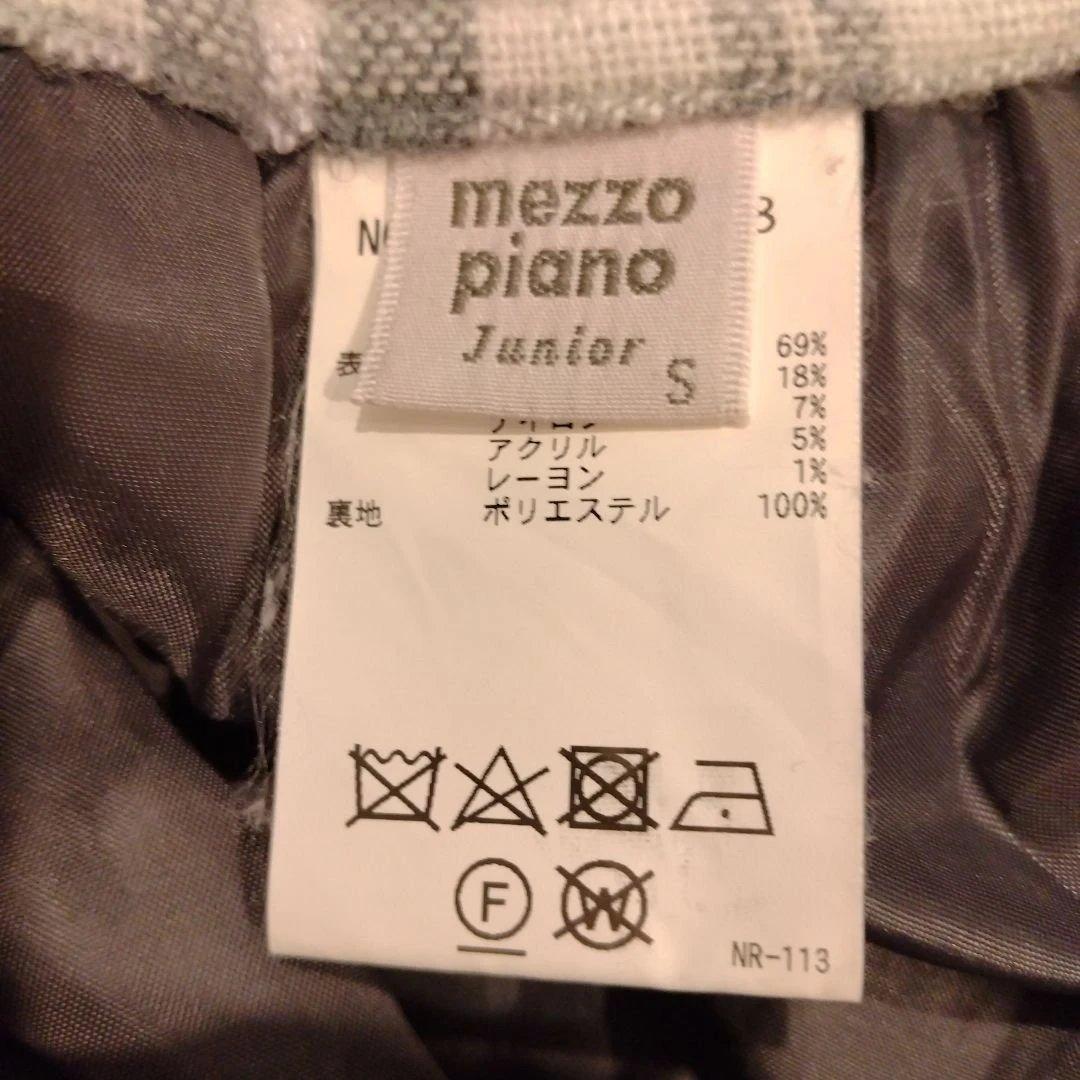 mezzo
piano
Junior
S
表
69%
18%
7%
アクリル 5%
レーヨン 1%
裏地 ポリエステル 100%
F
W
NR-113